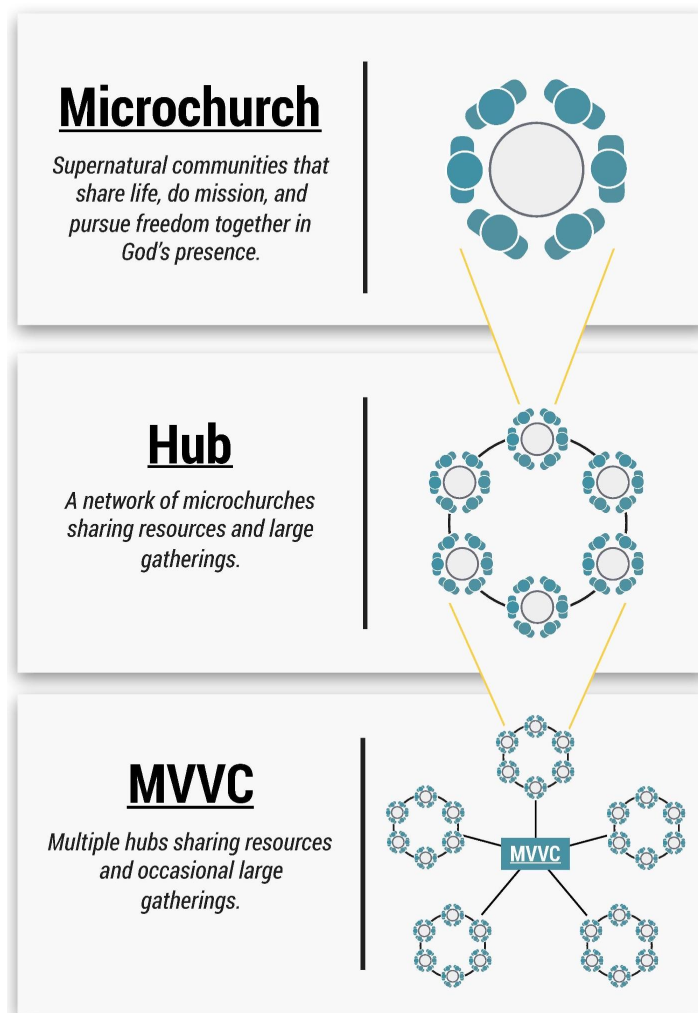 Microchurch
Supernatural communities that
share life, do mission, and
pursue freedom together in
God's presence.
Hub
A network of microchurches
sharing resources and large
gatherings.
MVVC
Multiple hubs sharing resources
and occasional large
gatherings.
MVVC